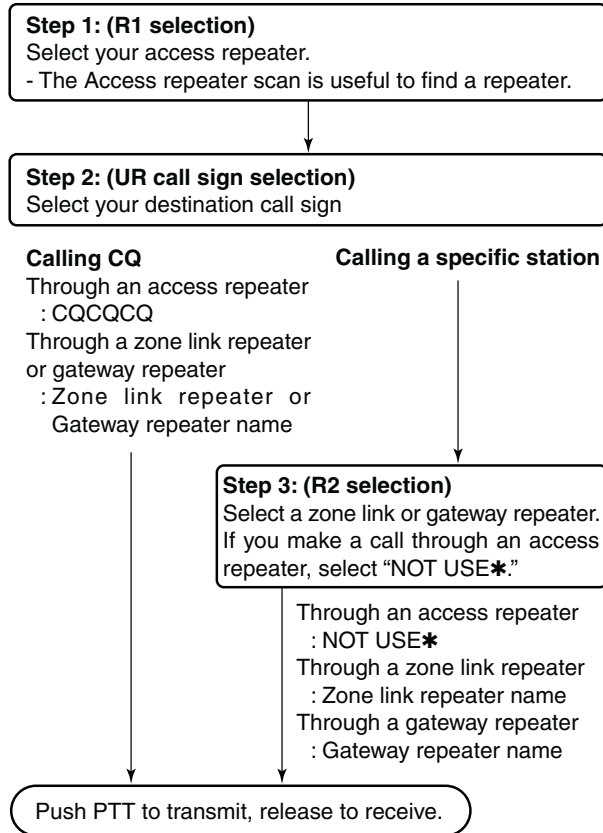 Step 1: (R1 selection)
Select your access repeater.
- The Access repeater scan is useful to find a repeater.
Step 2: (UR call sign selection)
Select your destination call sign
Calling CQ
Through an access repeater
: CQCQCQ
Through a zone link repeater
or gateway repeater
: Zone link repeater or
Gateway repeater name
Calling a specific station
Step 3: (R2 selection)
Select a zone link or gateway repeater.
If you make a call through an access
repeater, select “NOT USE✱.”
Through an access repeater
: NOT USE✱
Through a zone link repeater
: Zone link repeater name
Through a gateway repeater
: Gateway repeater name
Push PTT to transmit, release to receive.